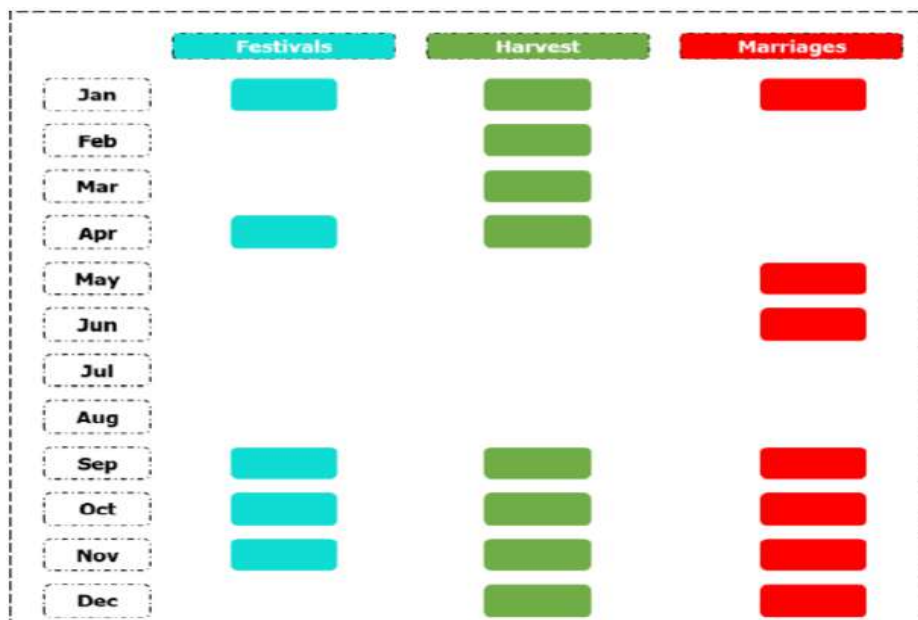 Festivals Harvest Marriages
Jan
Feb
Mar
Apr
May
Jun
Jul
Aug
Sep
Oct
Nov
Dec